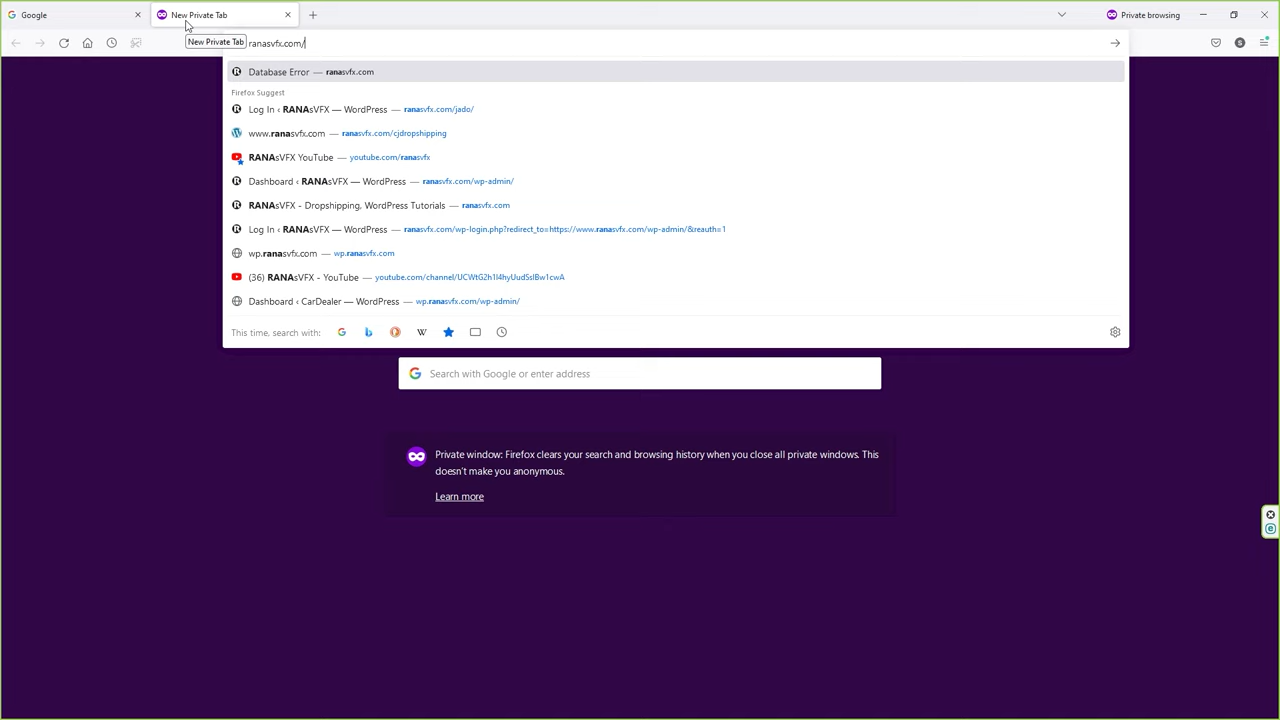 Google
New Private Tab
Private browsing
New Private Tab
ranasvfx.com/
Database Error — ranasvfx.com
Firefox Suggest
Log In ‹ RANAsVFX — WordPress — ranasvfx.com/jado/
www.ranasvfx.com — ranasvfx.com/cjdropshipping
RANAsVFX YouTube — youtube.com/ranasvfx
Dashboard ‹ RANAsVFX — WordPress — ranasvfx.com/wp-admin/
RANAsVFX - Dropshipping, WordPress Tutorials — ranasvfx.com
Log In ‹ RANAsVFX — WordPress — ranasvfx.com/wp-login.php?redirect_to=https://www.ranasvfx.com/wp-admin/&reauth=1
wp.ranasvfx.com — wp.ranasvfx.com
(36) RANAsVFX - YouTube — youtube.com/channel/UCWtG2h1I4hyUudSsIBw1cwA
Dashboard ‹ CarDealer — WordPress — wp.ranasvfx.com/wp-admin/
This time, search with:
Search with Google or enter address
Private window: Firefox clears your search and browsing history when you close all private windows. This
doesn't make you anonymous.
Learn more